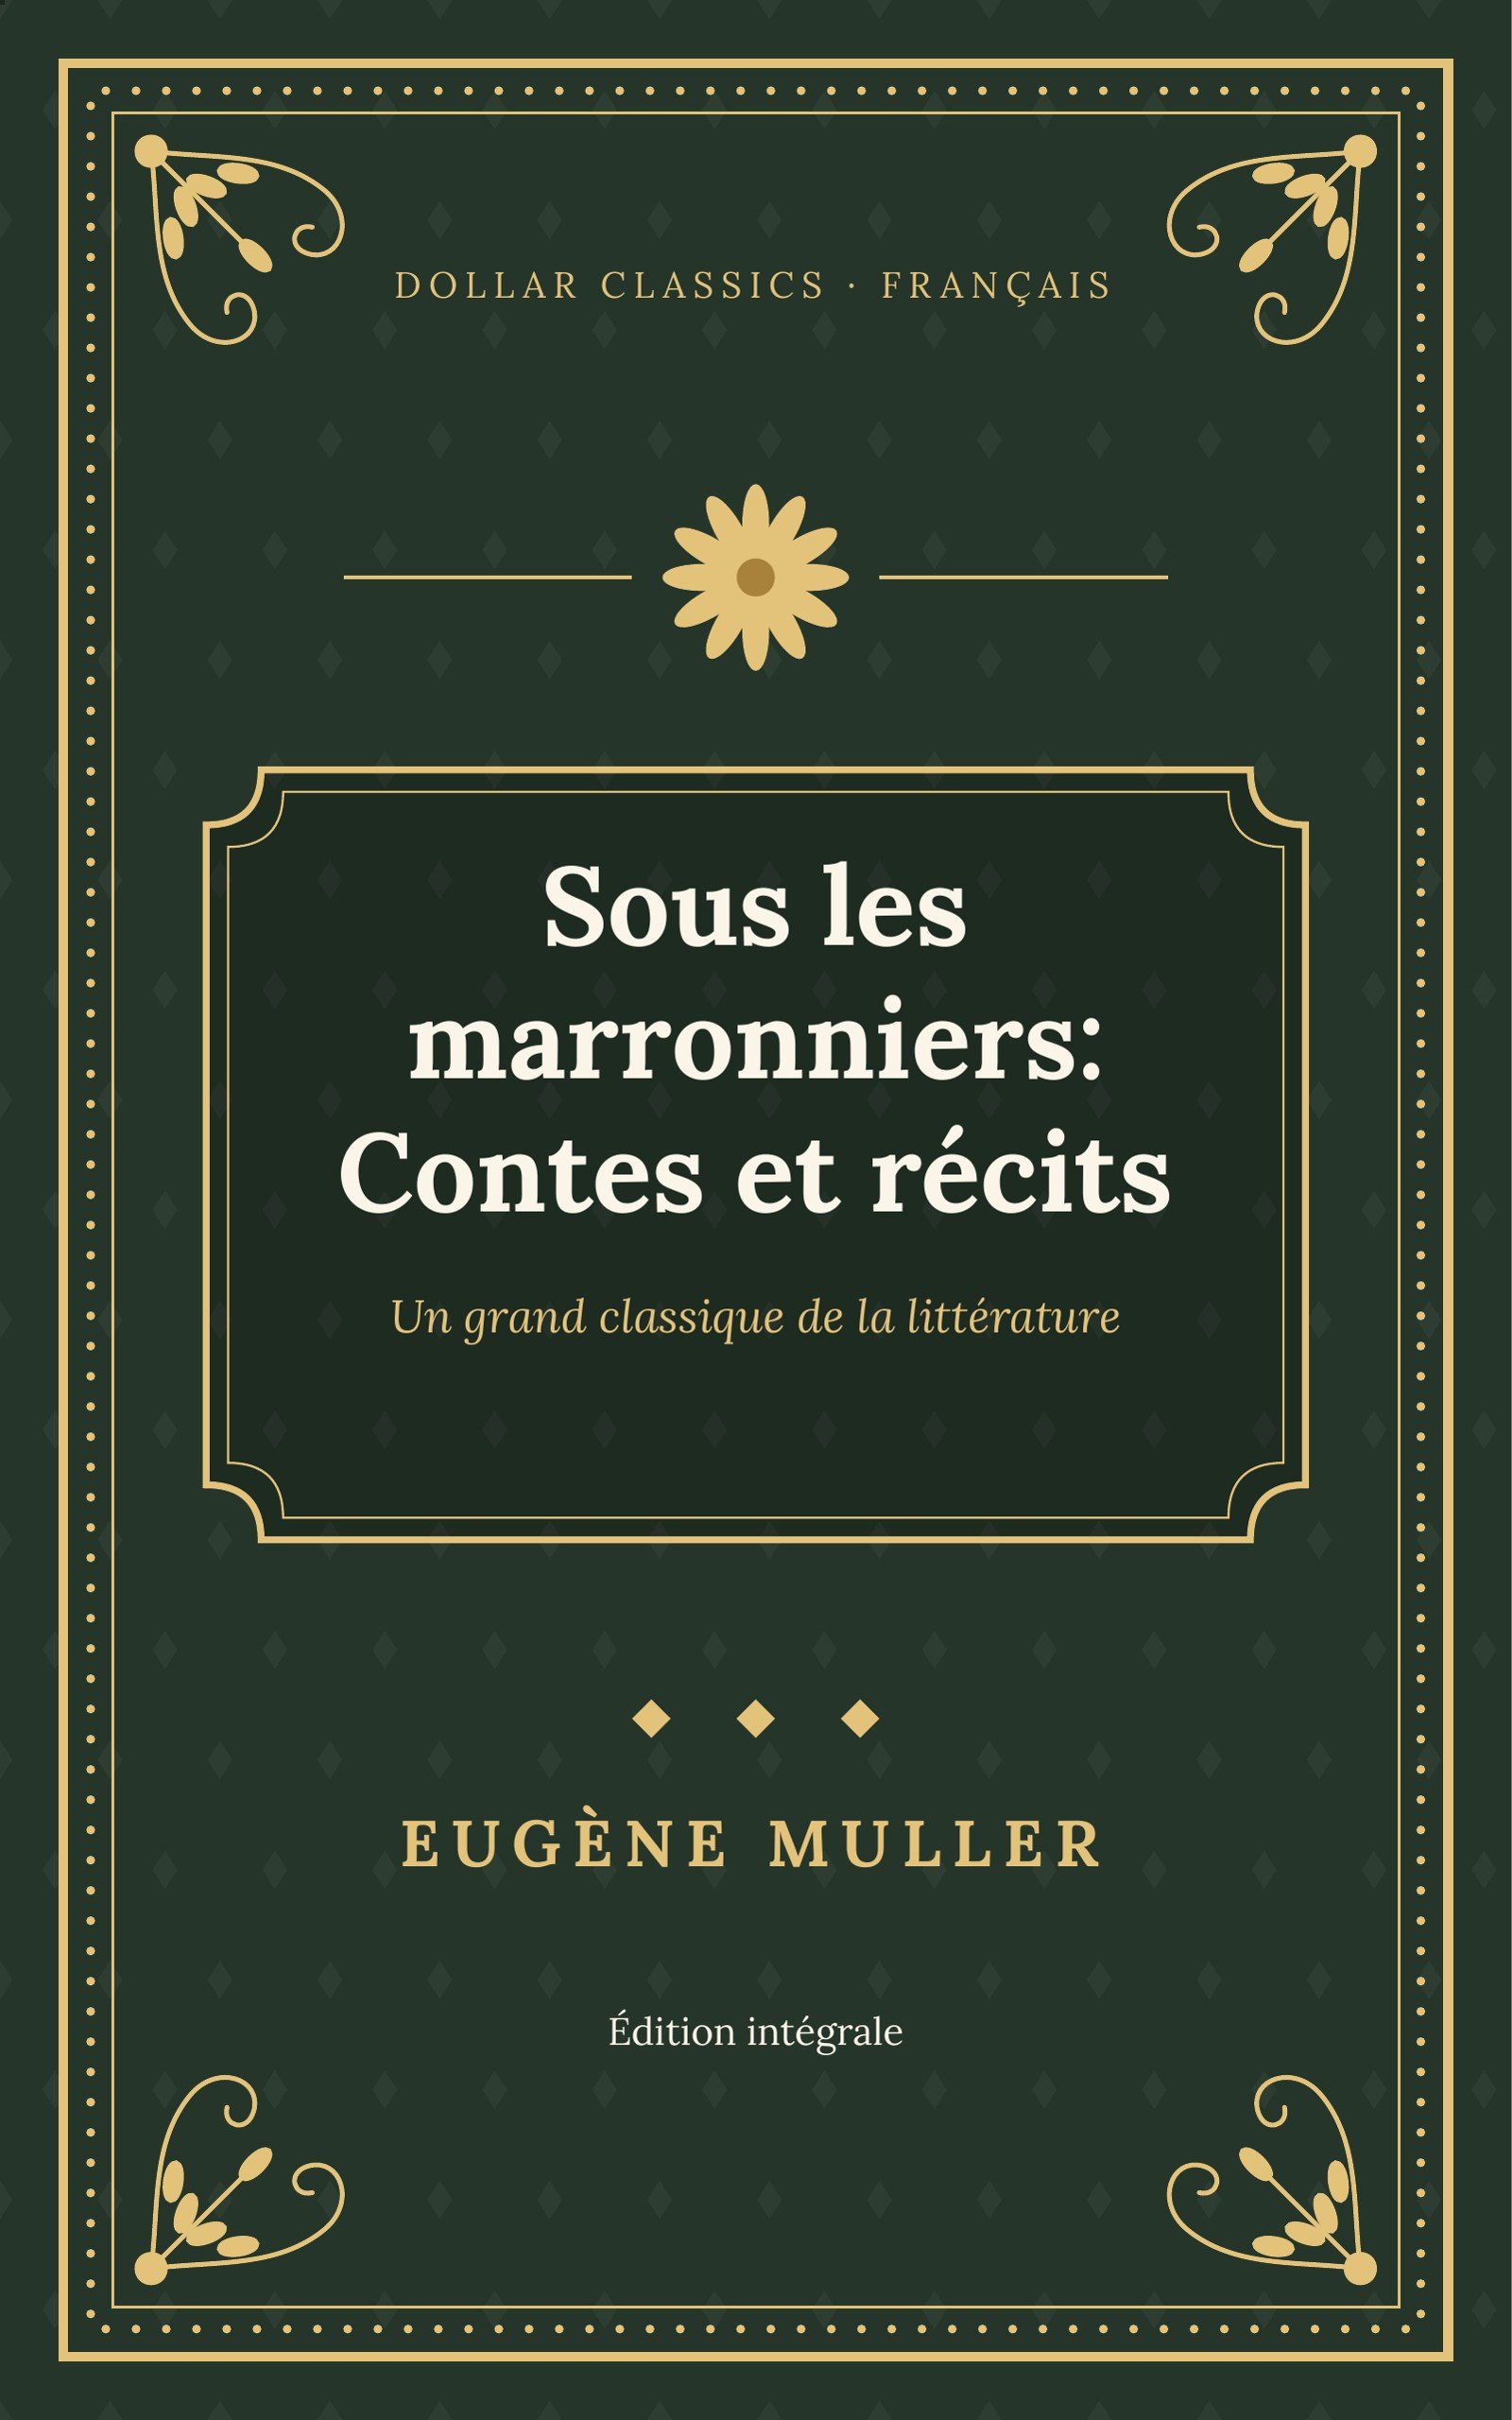 DOLLAR CLASSICS · FRANÇAIS
Sous les
marronniers:
Contes et récits
Un grand classique de la littérature
EUGÈNE MULLER
Édition intégrale